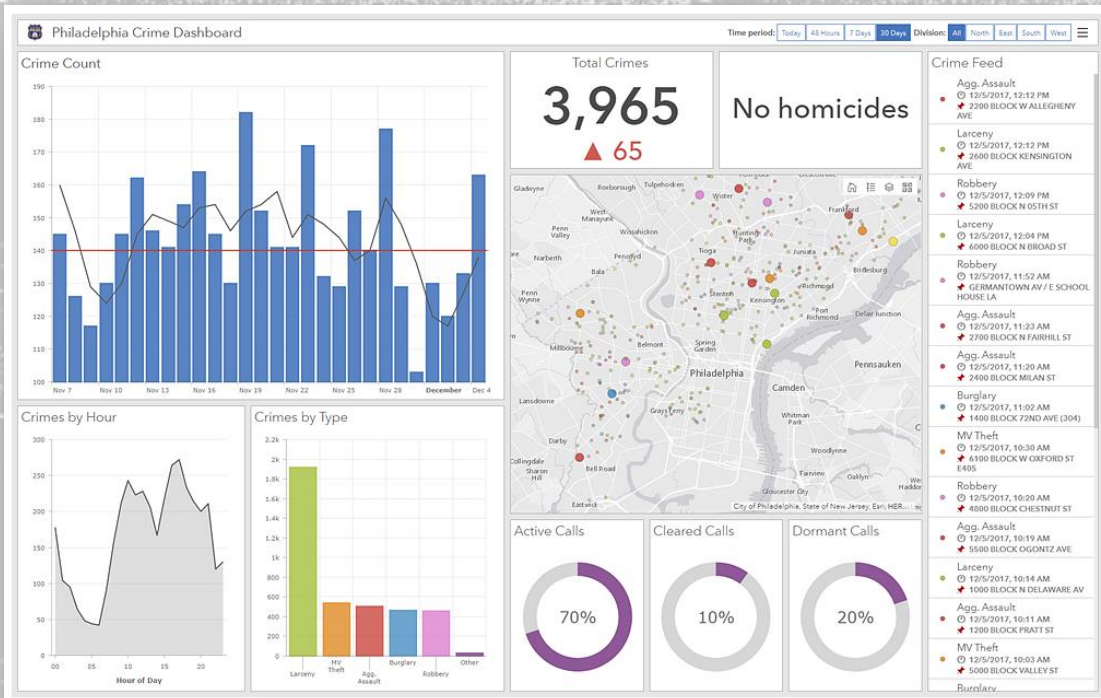 Philadelphia Crime Dashboard
Time period: Today 48 Hours 7 Days 30 Days Division: All North East South West
Crime Count
190
180
170
160
150
140
130
120
110
100
Nov 7 Nov 10 Nov 13 Nov 16 Nov 19 Nov 22 Nov 25 Nov 28 December Dec 4
Total Crimes
3,965
65
No homicides
Gladwyne
Roxborough
Tulpehocken
Wister
Frankford
West
Manayunk
Penn
Valley
Wissahickon
Hunting
Park
Tioga
Juniata
Narberth
Bala
Bridesburg
Penn
Wynne
Stenton
Kensington
Richmond
Port
Richmond
Delair Junction
Belmont
Spring
Garden
Philadelphia
Pennsauken
Camden
Lansdowne
Grays Ferry
Whitman
Park
Darby
Woodlynne
Collingdale
Sharon
Hill
Bell Road
Fairview
Oaklyn
Gloucester City
Eastwick
City of Philadelphia, State of New Jersey, Esri, HER...
Crimes by Hour
300
250
200
150
100
50
0
00 05 10 15 20
Hour of Day
Crimes by Type
2.2k
2k
1.8k
1.6k
1.4k
1.2k
1k
800
600
400
200
0
Larceny
MV
Theft
Agg.
Assault
Burglary
Robbery
Other
Active Calls
70%
Cleared Calls
10%
Dormant Calls
20%
Crime Feed
Agg. Assault
12/5/2017, 12:12 PM
2200 BLOCK W ALLEGHENY
AVE
Larceny
12/5/2017, 12:12 PM
2600 BLOCK KENSINGTON
AVE
Robbery
12/5/2017, 12:09 PM
5200 BLOCK N 05TH ST
Larceny
12/5/2017, 12:04 PM
6000 BLOCK N BROAD ST
Robbery
12/5/2017, 11:52 AM
GERMANTOWN AV / E SCHOOL
HOUSE LA
Agg. Assault
12/5/2017, 11:23 AM
2700 BLOCK N FAIRHILL ST
Agg. Assault
12/5/2017, 11:20 AM
2400 BLOCK MILAN ST
Burglary
12/5/2017, 11:02 AM
1400 BLOCK 72ND AVE (304)
MV Theft
12/5/2017, 10:30 AM
6100 BLOCK W OXFORD ST
E405
Robbery
12/5/2017, 10:20 AM
4800 BLOCK CHESTNUT ST
Agg. Assault
12/5/2017, 10:19 AM
5500 BLOCK OGONTZ AVE
Larceny
12/5/2017, 10:14 AM
1000 BLOCK N DELAWARE AV
Agg. Assault
12/5/2017, 10:11 AM
1200 BLOCK PRATT ST
MV Theft
12/5/2017, 10:03 AM
5000 BLOCK VALLEY ST
Burglary